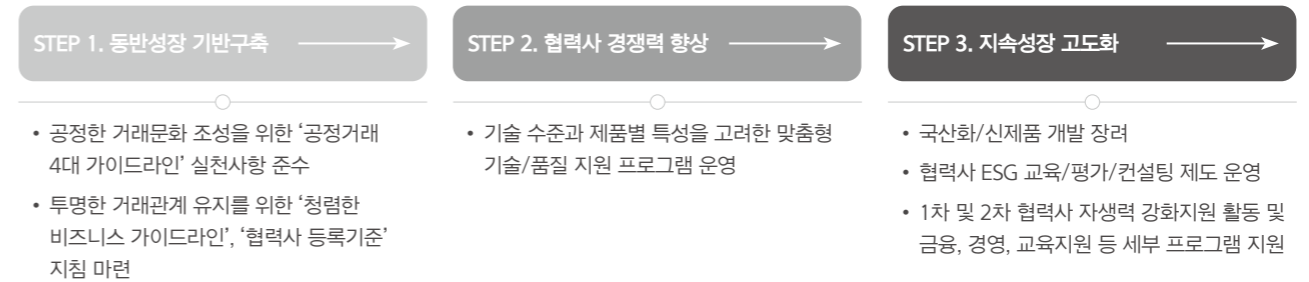 STEP 1. 동반성장 기반구축
• 공정한 거래문화 조성을 위한 ‘공정거래
4대 가이드라인’ 실천사항 준수
• 투명한 거래관계 유지를 위한 ‘청렴한
비즈니스 가이드라인’, ‘협력사 등록기준’
지침 마련
STEP 2. 협력사 경쟁력 향상
• 기술 수준과 제품별 특성을 고려한 맞춤형
기술/품질 지원 프로그램 운영
STEP 3. 지속성장 고도화
• 국산화/신제품 개발 장려
• 협력사 ESG 교육/평가/컨설팅 제도 운영
• 1차 및 2차 협력사 자생력 강화지원 활동 및
금융, 경영, 교육지원 등 세부 프로그램 지원